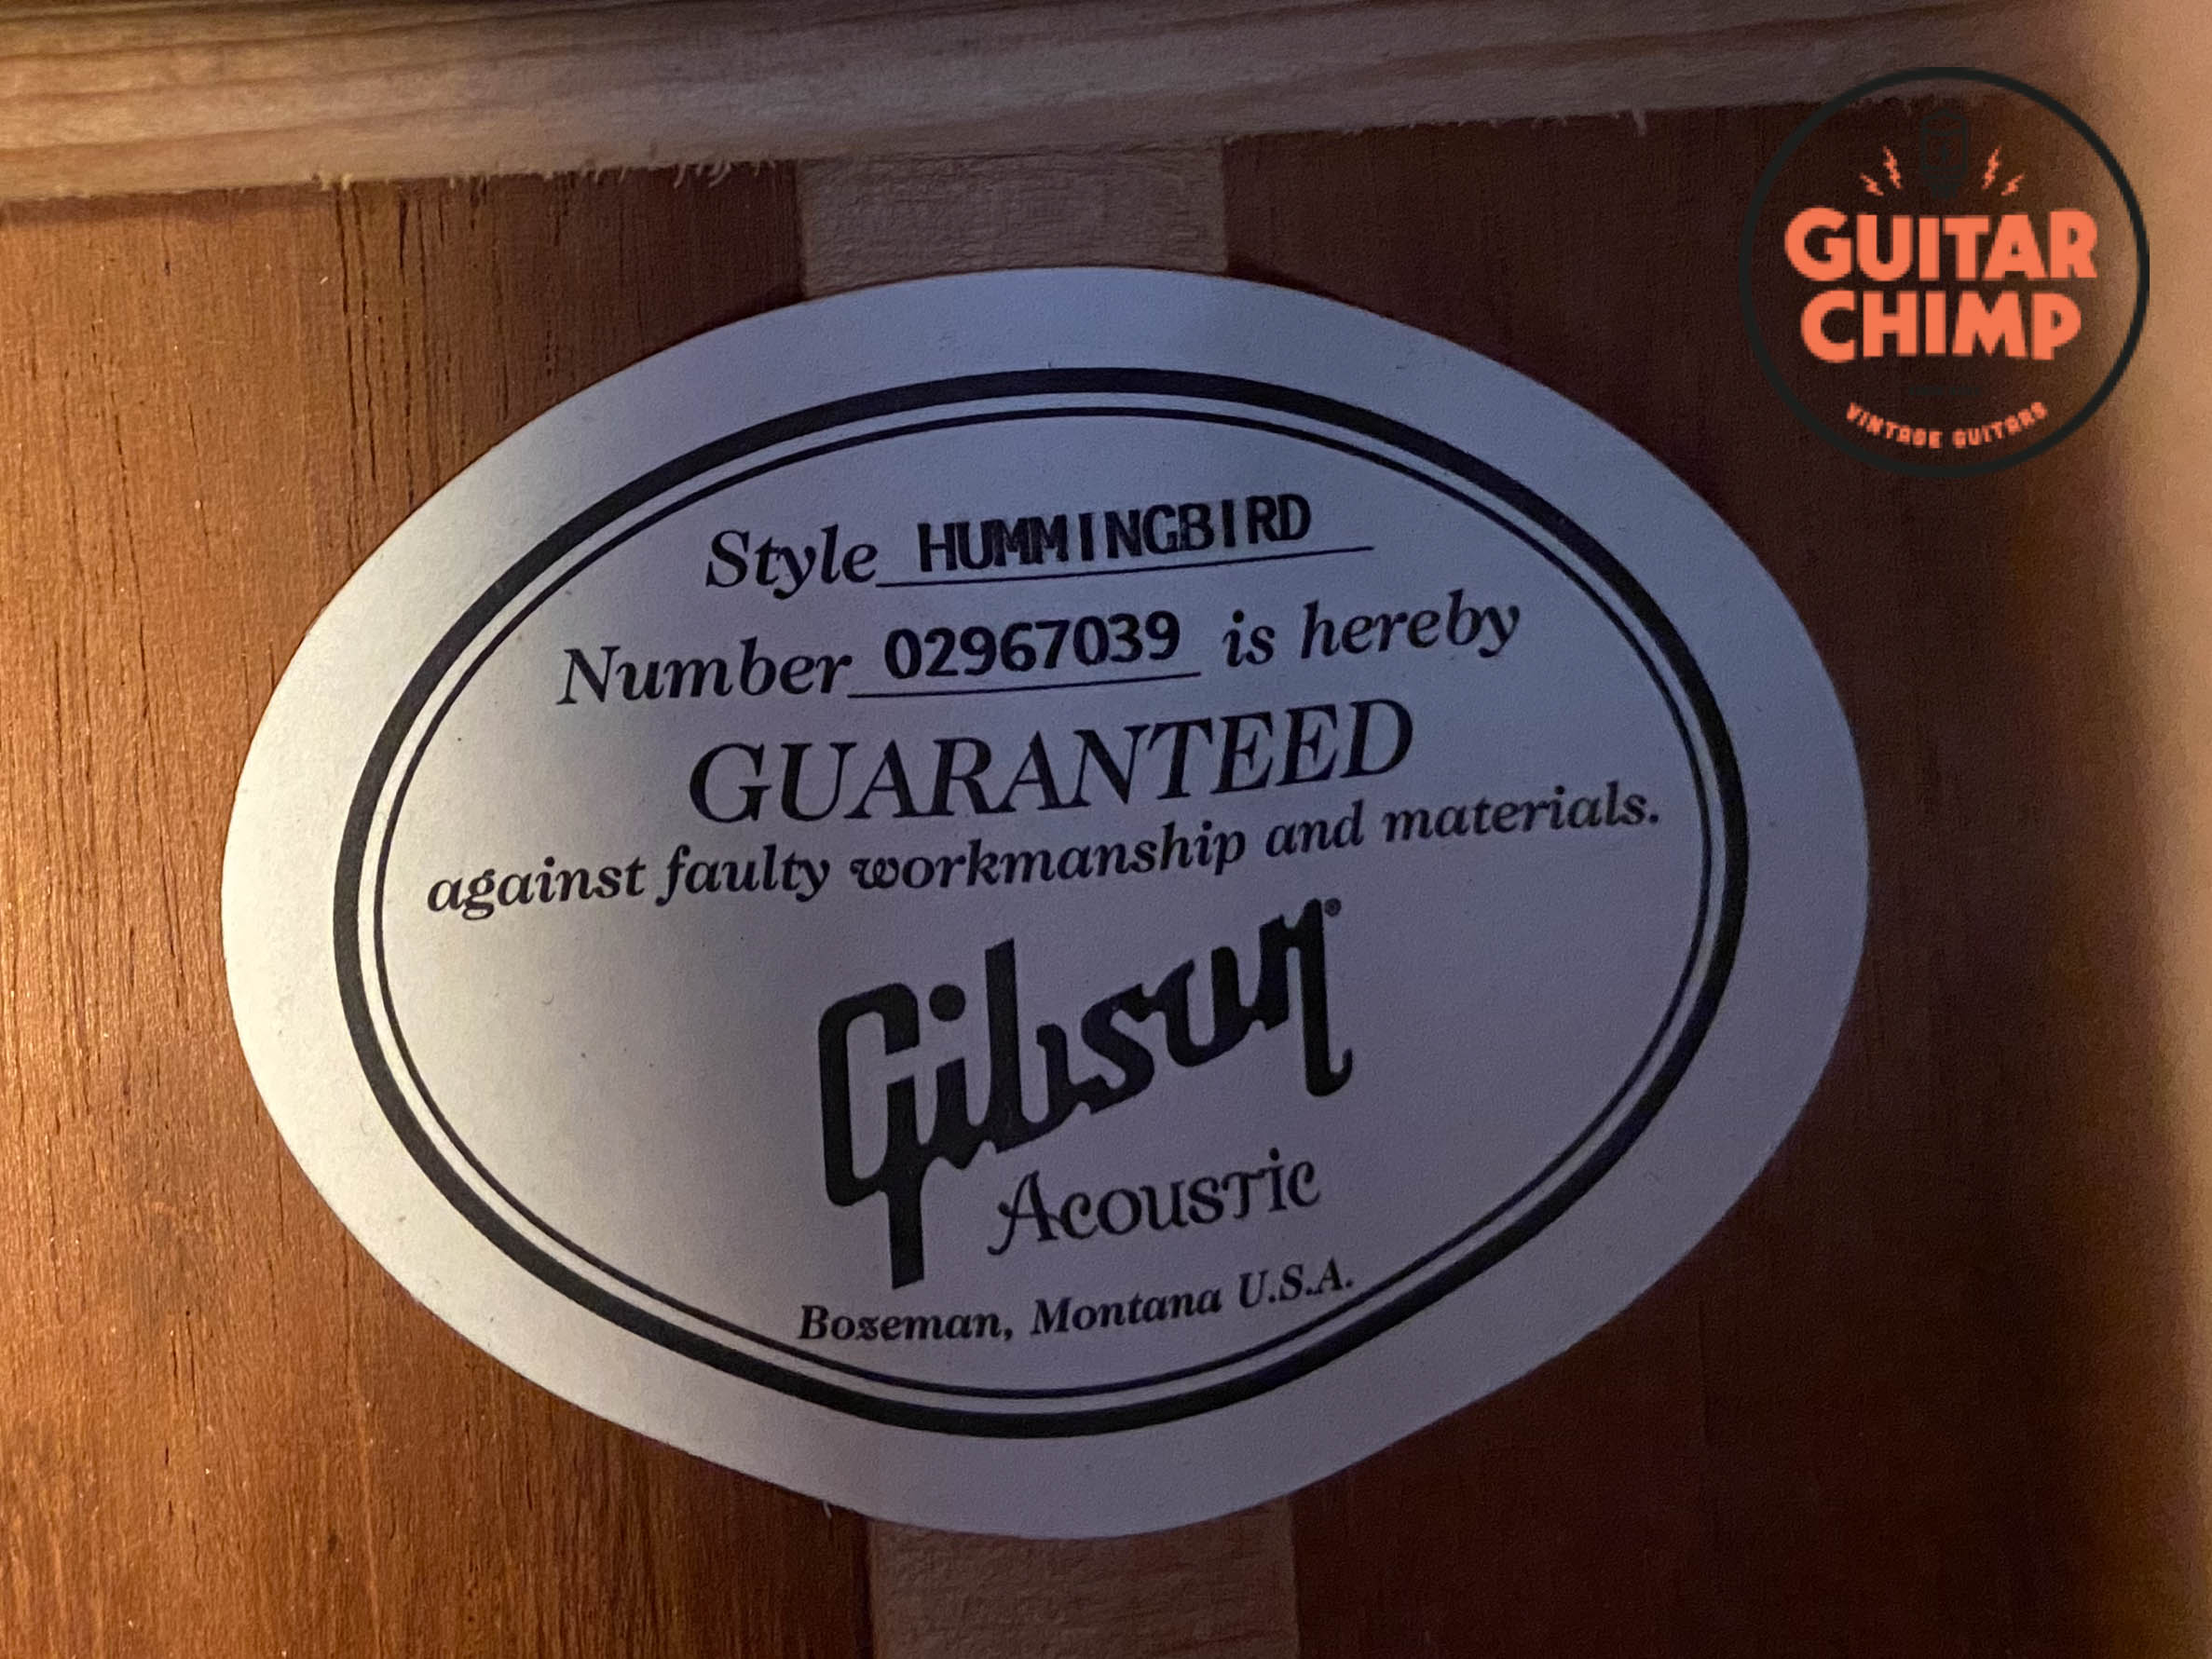 GUITAR
CHIMP
VINTAGE GUITARS
Style HUMMINGBIRD
Number 02967039 is hereby
GUARANTEED
against faulty workmanship and materials.
Gibson®
Acoustic
Bozeman, Montana U.S.A.